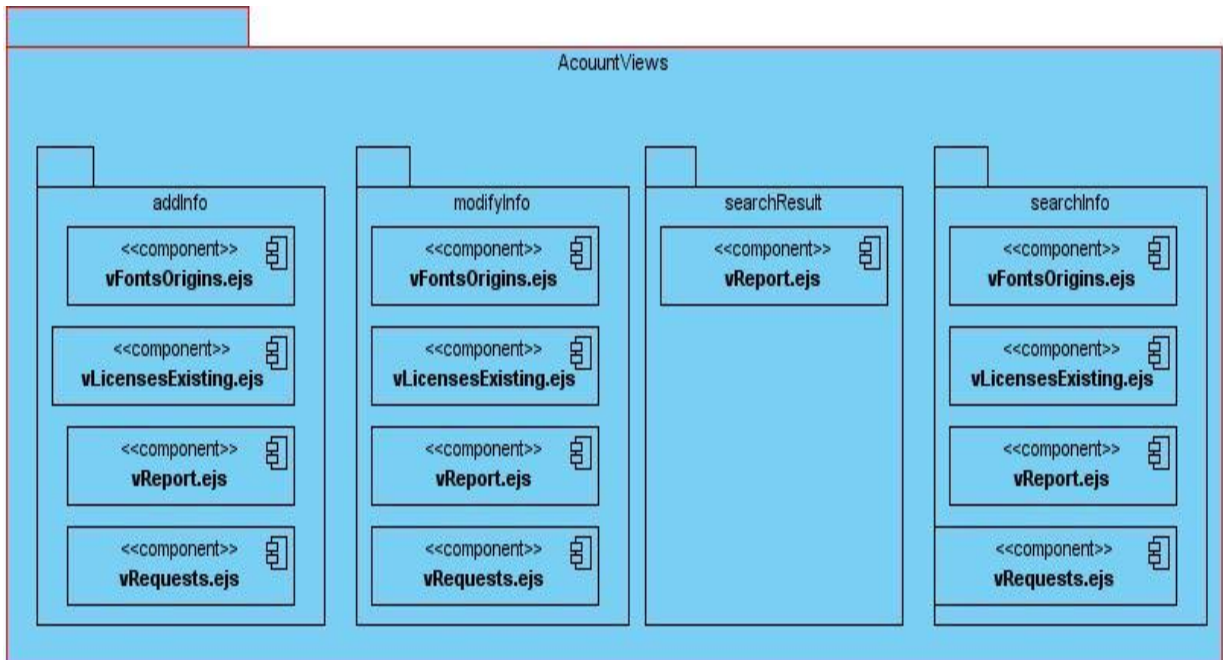 AcouuntViews
addInfo
<<component>>
vFontsOrigins.ejs
<<component>>
vLicensesExisting.ejs
<<component>>
vReport.ejs
<<component>>
vRequests.ejs
modifyInfo
<<component>>
vFontsOrigins.ejs
<<component>>
vLicensesExisting.ejs
<<component>>
vReport.ejs
<<component>>
vRequests.ejs
searchResult
<<component>>
vReport.ejs
searchInfo
<<component>>
vFontsOrigins.ejs
<<component>>
vLicensesExisting.ejs
<<component>>
vReport.ejs
<<component>>
vRequests.ejs